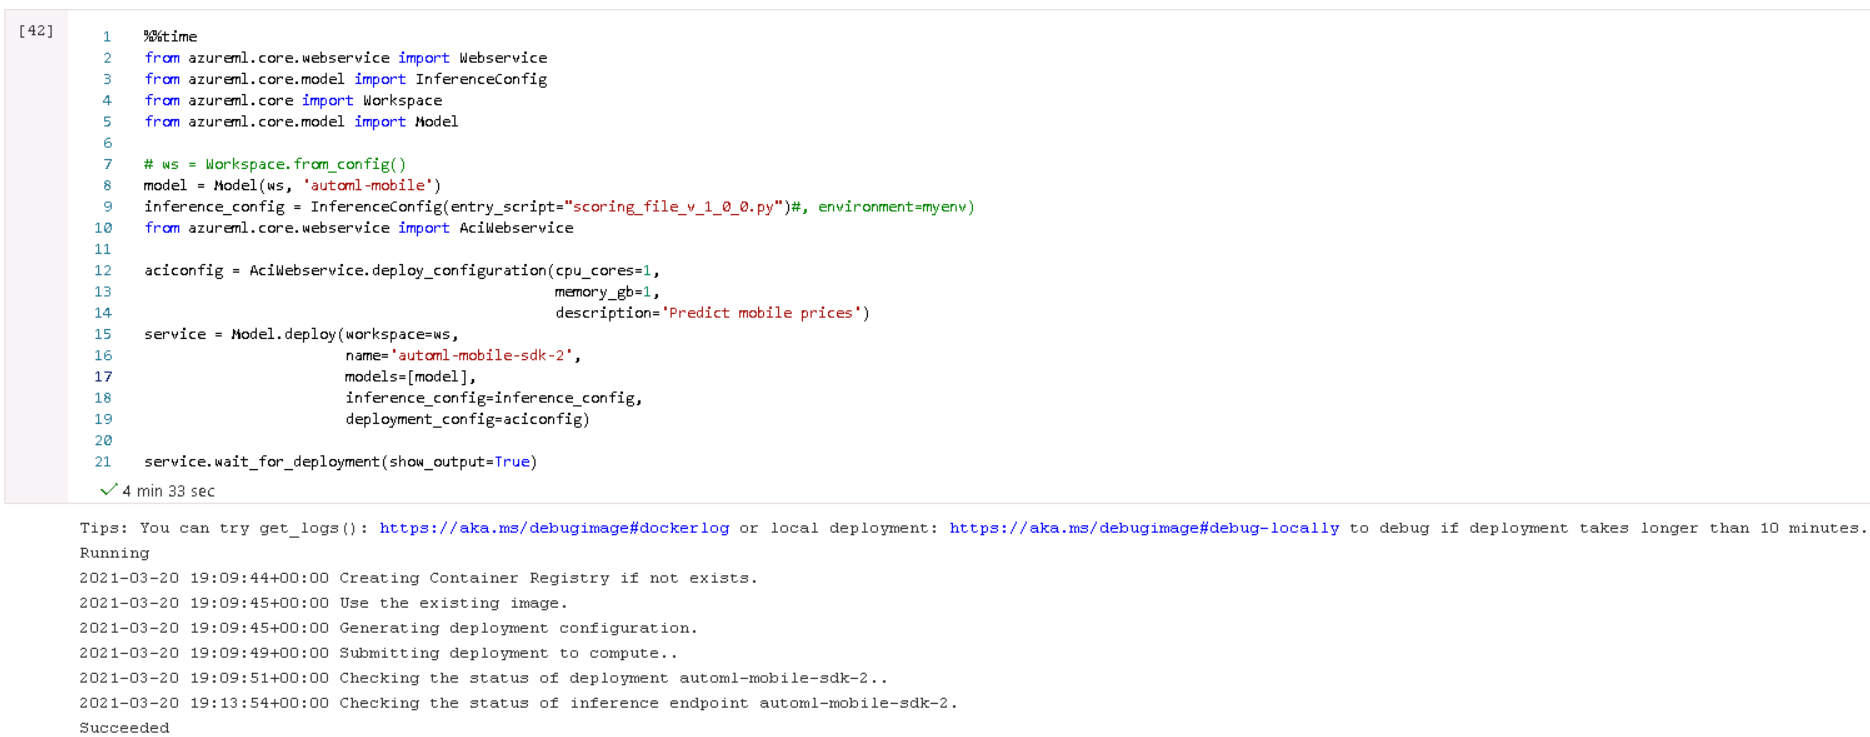 [42]
1 %%time
2 from azureml.core.webservice import Webservice
3 from azureml.core.model import InferenceConfig
4 from azureml.core import Workspace
5 from azureml.core.model import Model
6
7 # ws = Workspace.from_config()
8 model = Model(ws, 'automl-mobile')
9 inference_config = InferenceConfig(entry_script="scoring_file_v_1_0_0.py")#, environment=myenv)
10 from azureml.core.webservice import AciWebservice
11
12 aciconfig = AciWebservice.deploy_configuration(cpu_cores=1,
13 memory_gb=1,
14 description='Predict mobile prices')
15 service = Model.deploy(workspace=ws,
16 name='automl-mobile-sdk-2',
17 models=[model],
18 inference_config=inference_config,
19 deployment_config=aciconfig)
20
21 service.wait_for_deployment(show_output=True)
4 min 33 sec
Tips: You can try get_logs(): https://aka.ms/debugimage#dockerlog or local deployment: https://aka.ms/debugimage#debug-locally to debug if deployment takes longer than 10 minutes.
Running
2021-03-20 19:09:44+00:00 Creating Container Registry if not exists.
2021-03-20 19:09:45+00:00 Use the existing image.
2021-03-20 19:09:45+00:00 Generating deployment configuration.
2021-03-20 19:09:49+00:00 Submitting deployment to compute..
2021-03-20 19:09:51+00:00 Checking the status of deployment automl-mobile-sdk-2..
2021-03-20 19:13:54+00:00 Checking the status of inference endpoint automl-mobile-sdk-2.
Succeeded